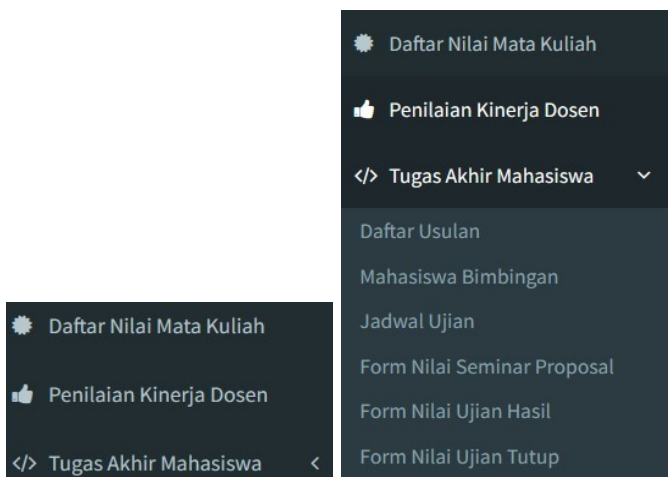 Daftar Nilai Mata Kuliah
Penilaian Kinerja Dosen
Tugas Akhir Mahasiswa
Daftar Nilai Mata Kuliah
Penilaian Kinerja Dosen
Tugas Akhir Mahasiswa
Daftar Usulan
Mahasiswa Bimbingan
Jadwal Ujian
Form Nilai Seminar Proposal
Form Nilai Ujian Hasil
Form Nilai Ujian Tutup